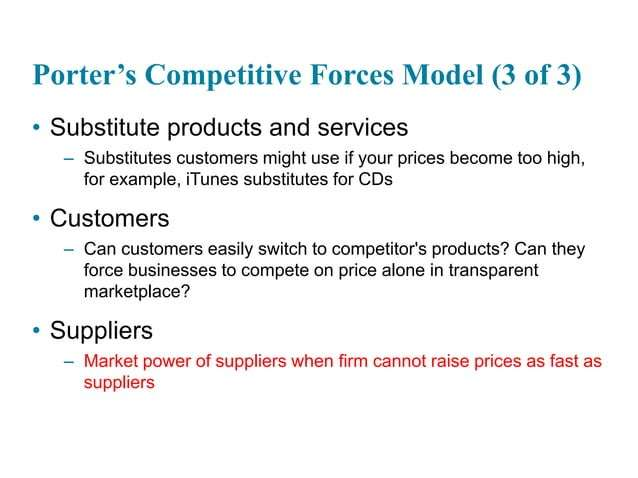 Porter’s Competitive Forces Model (3 of 3)
• Substitute products and services
– Substitutes customers might use if your prices become too high,
for example, iTunes substitutes for CDs
• Customers
– Can customers easily switch to competitor's products? Can they
force businesses to compete on price alone in transparent
marketplace?
• Suppliers
– Market power of suppliers when firm cannot raise prices as fast as
suppliers